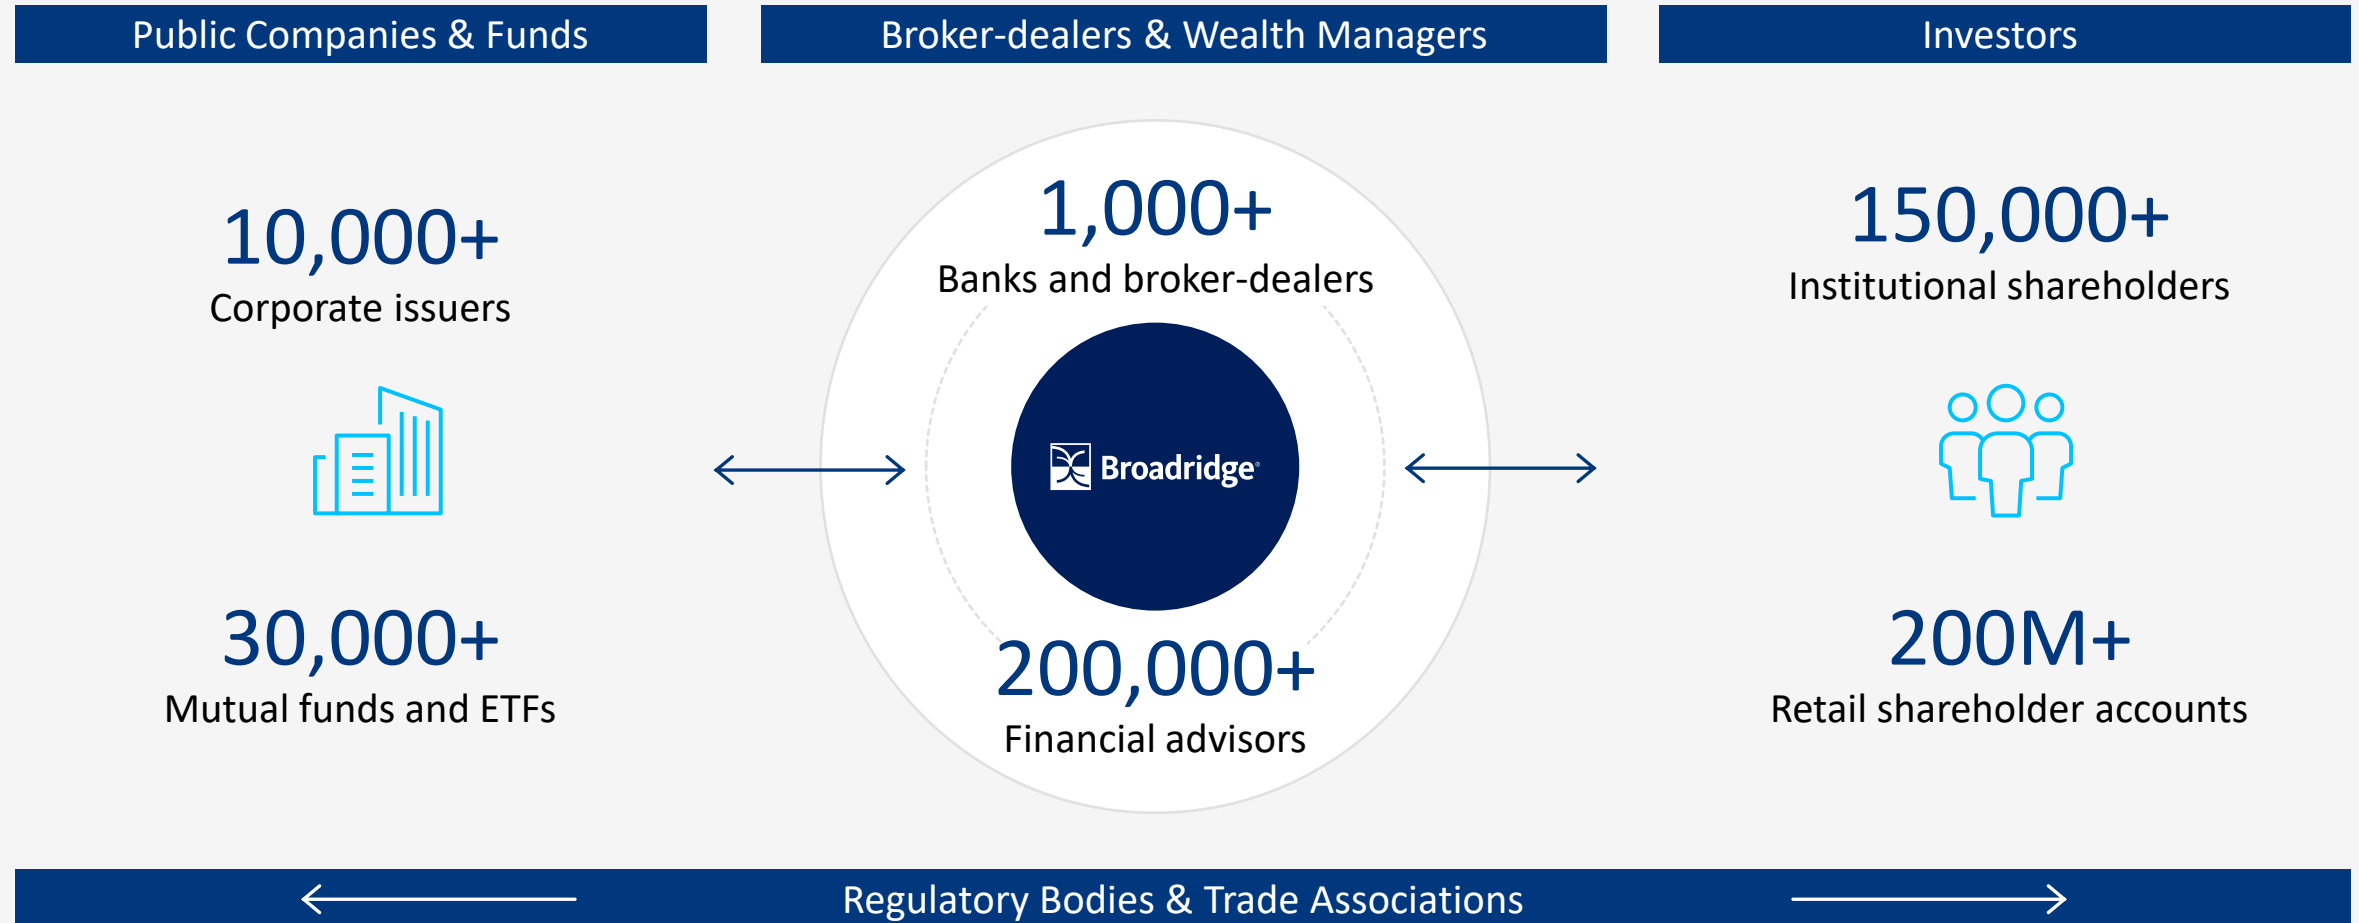 Public Companies & Funds
Broker-dealers & Wealth Managers
Investors
10,000+
Corporate issuers
30,000+
Mutual funds and ETFs
1,000+
Banks and broker-dealers
Broadridge®
200,000+
Financial advisors
150,000+
Institutional shareholders
200M+
Retail shareholder accounts
Regulatory Bodies & Trade Associations